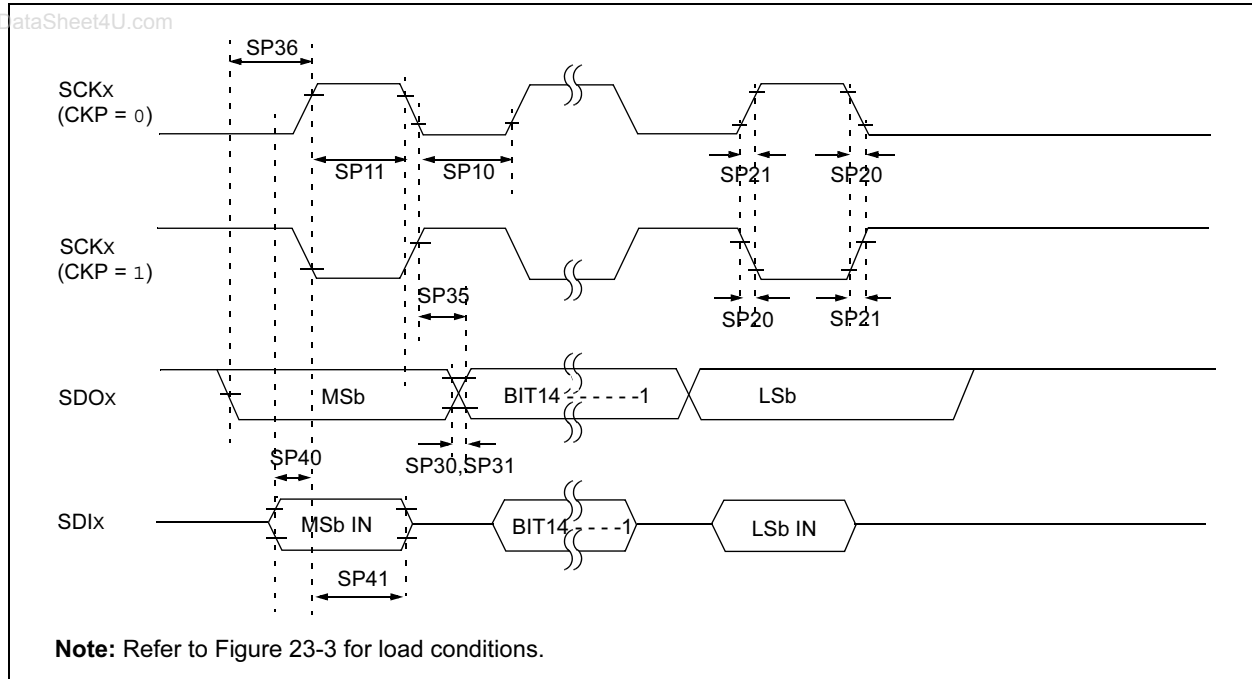 DataSheet4U.com
SP36
SCKx
(CKP = 0)
SP11
SP10
SP21
SP20
SCKx
(CKP = 1)
SP35
SP20
SP21
SDOx
MSb
BIT14 - - - - - -1
LSb
SP40
SP30,SP31
SDIx
MSb IN
BIT14 - - - -1
LSb IN
SP41
Note: Refer to Figure 23-3 for load conditions.